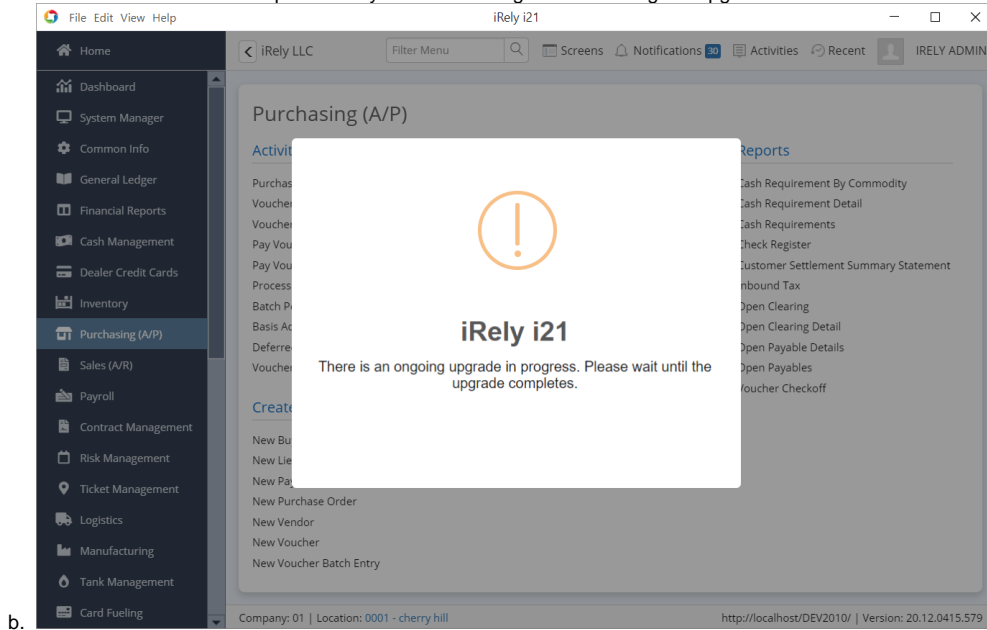 File Edit View Help
iRely i21
Home
iRely LLC
Filter Menu
Screens
Notifications 30
Activities
Recent
IRELY ADMIN
Dashboard
System Manager
Common Info
General Ledger
Financial Reports
Cash Management
Dealer Credit Cards
Inventory
Purchasing (A/P)
Sales (A/R)
Payroll
Contract Management
Risk Management
Ticket Management
Logistics
Manufacturing
Tank Management
Card Fueling
Purchasing (A/P)
Activit
Purchas
Voucher
Voucher
Pay Vou
Pay Vou
Process
Batch P
Basis Ad
Deferre
Voucher
Create
New Bu
New Lie
New Pa
New Purchase Order
New Vendor
New Voucher
New Voucher Batch Entry
Reports
Cash Requirement By Commodity
Cash Requirement Detail
Cash Requirements
Check Register
Customer Settlement Summary Statement
Inbound Tax
Open Clearing
Open Clearing Detail
Open Payable Details
Open Payables
Voucher Checkoff
iRely i21
There is an ongoing upgrade in progress. Please wait until the
upgrade completes.
Company: 01 | Location: 0001 - cherry hill
http://localhost/DEV2010/ | Version: 20.12.0415.579
b.